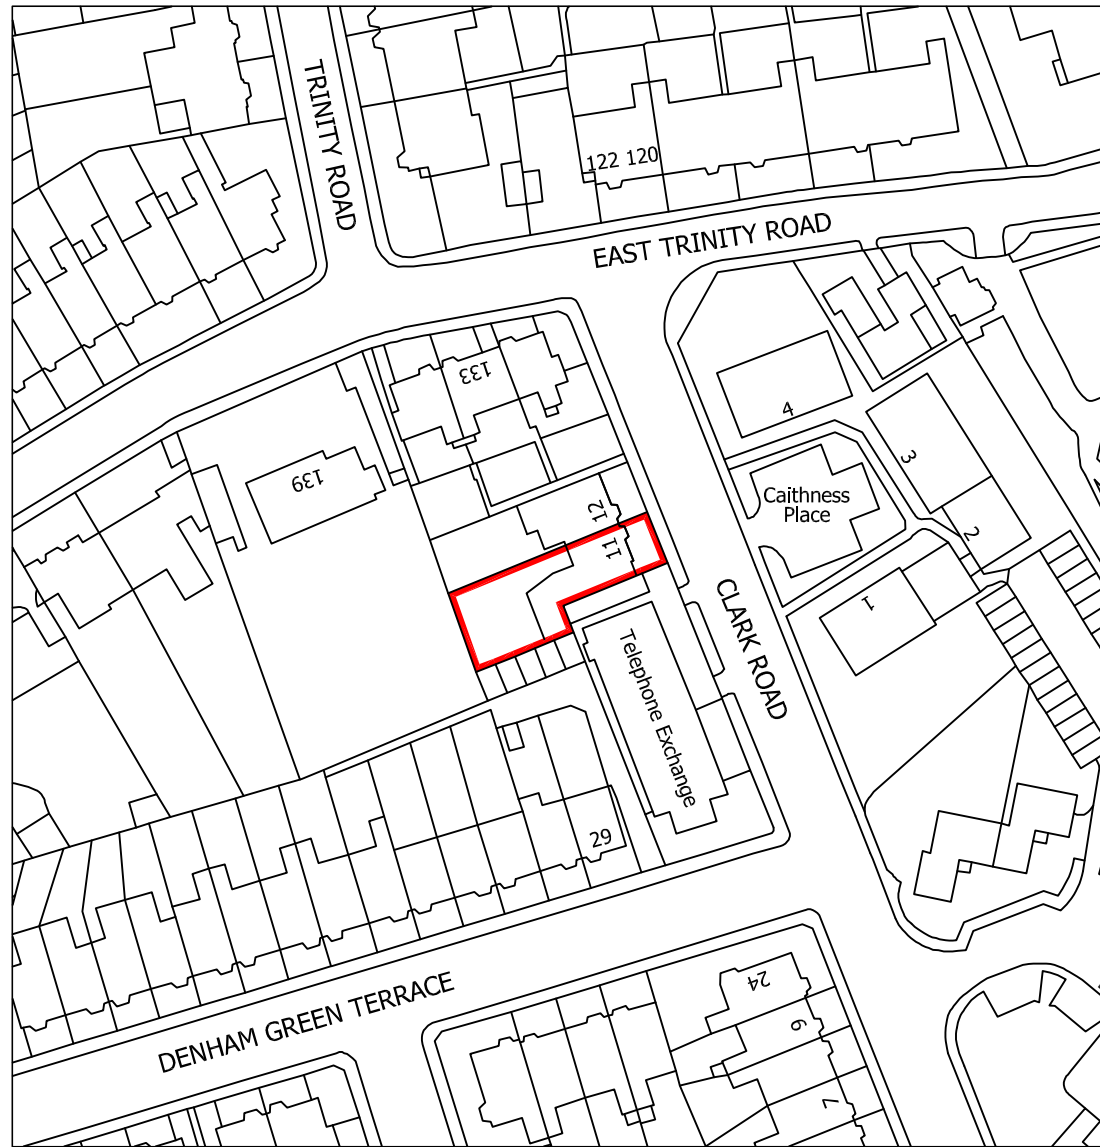 TRINITY ROAD
122 120
EAST TRINITY ROAD
133
4
139
3
Caithness
Place
12
2
11
1
CLARK ROAD
Telephone Exchange
29
DENHAM GREEN TERRACE
24
6
7